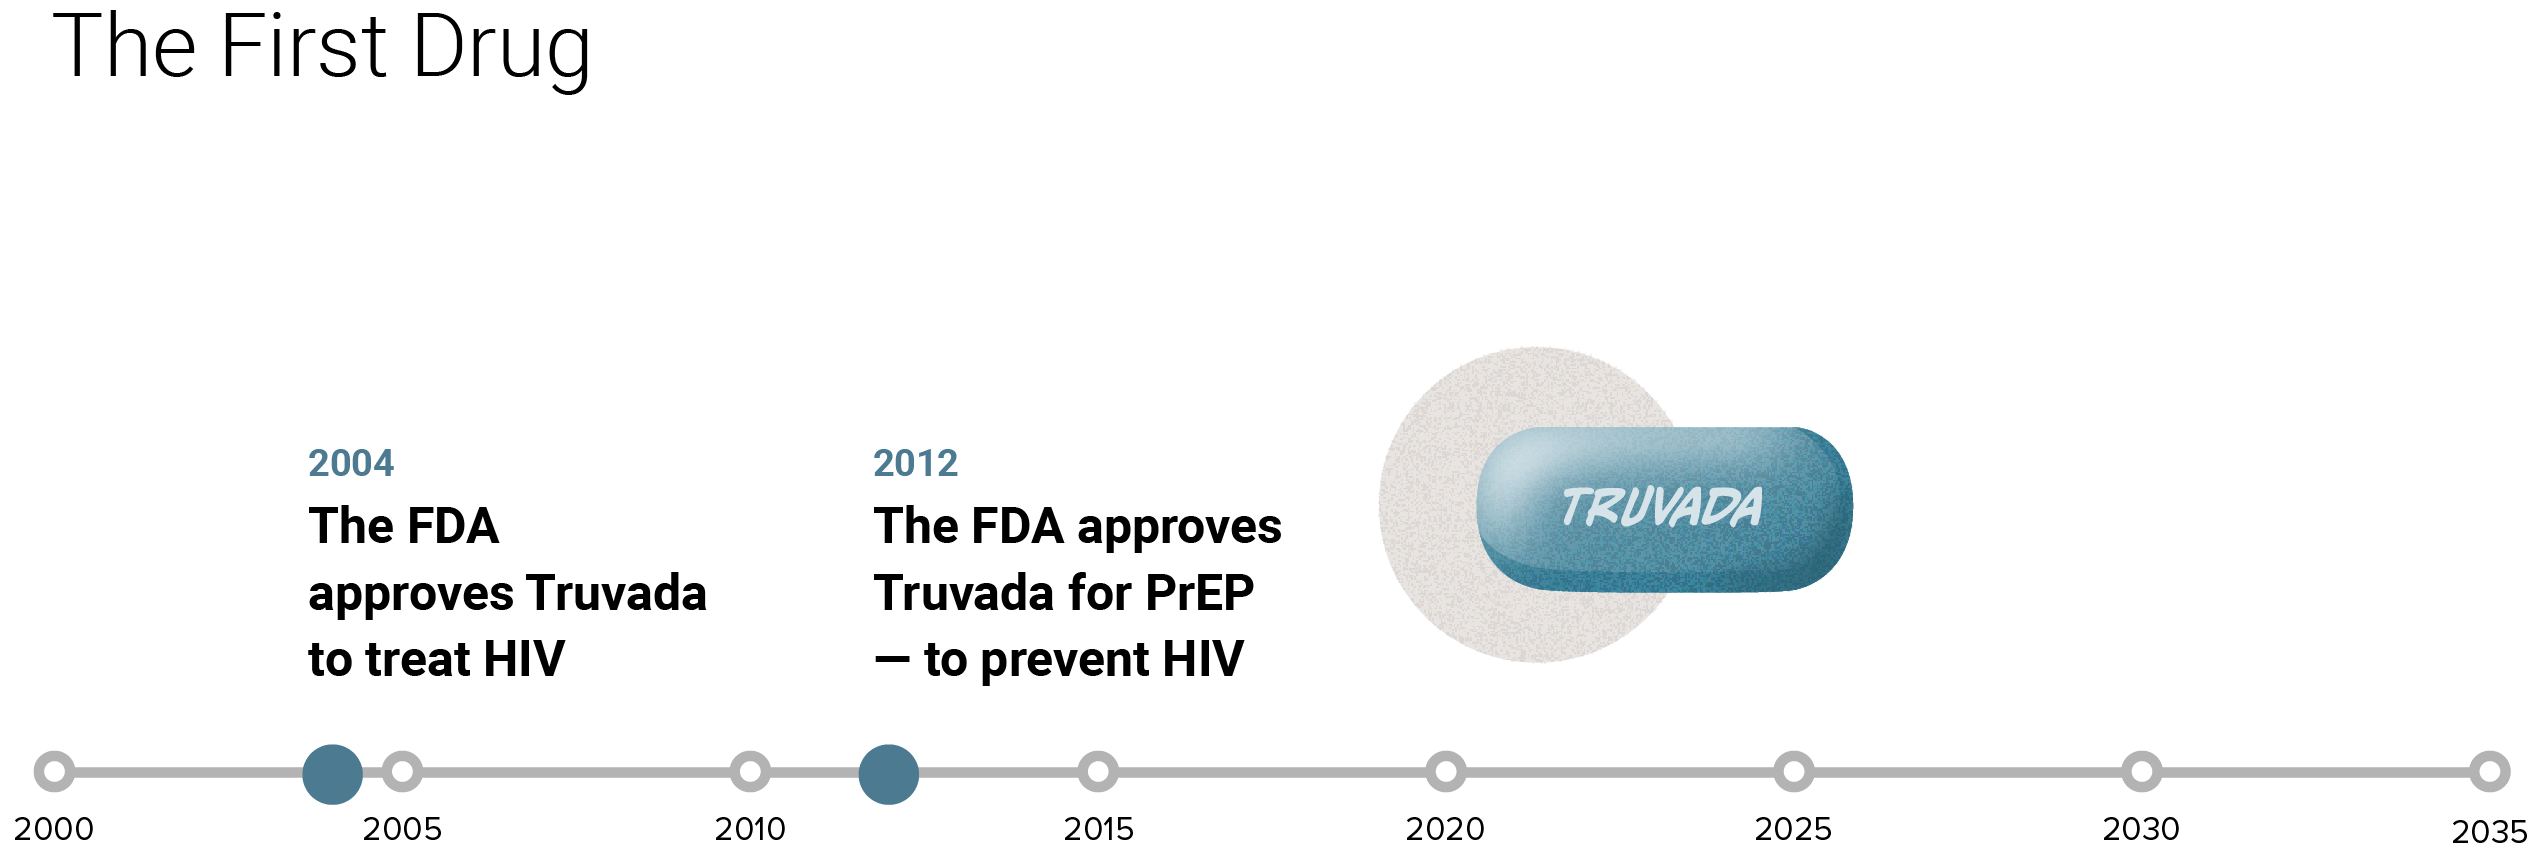 The First Drug
2004
The FDA
approves Truvada
to treat HIV
2012
The FDA approves
Truvada for PrEP
— to prevent HIV
TRUVADA
2000
2005
2010
2015
2020
2025
2030
2035